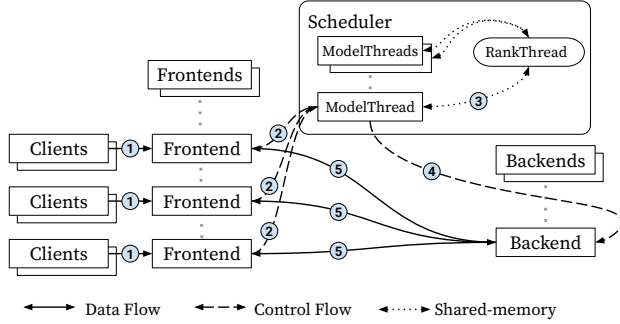 Scheduler
ModelThreads
RankThread
Frontends
ModelThread
3
2
Clients
1
Frontend
5
4
Backends
Clients
1
Frontend
2
5
Clients
1
Frontend
2
5
Backend
Data Flow
Control Flow
Shared-memory